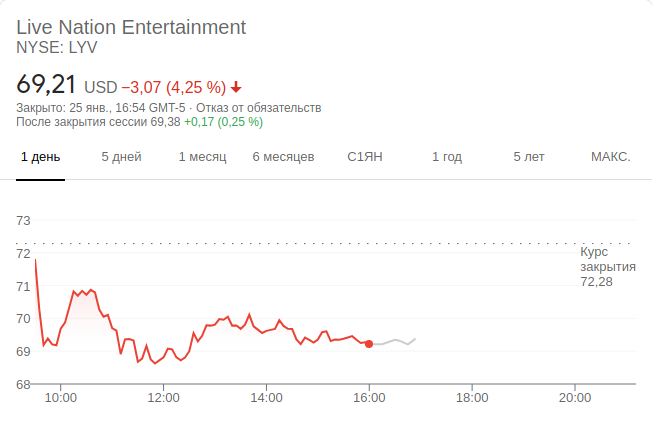 Live Nation Entertainment
NYSE: LYV
69,21 USD −3,07 (4,25 %)
Закрыто: 25 янв., 16:54 GMT-5 · Отказ от обязательств
После закрытия сессии 69,38 +0,17 (0,25 %)
1 день 5 дней 1 месяц 6 месяцев С1ЯН 1 год 5 лет МАКС.
73
72
71
70
69
68
Курс
закрытия
72,28
10:00 12:00 14:00 16:00 18:00 20:00